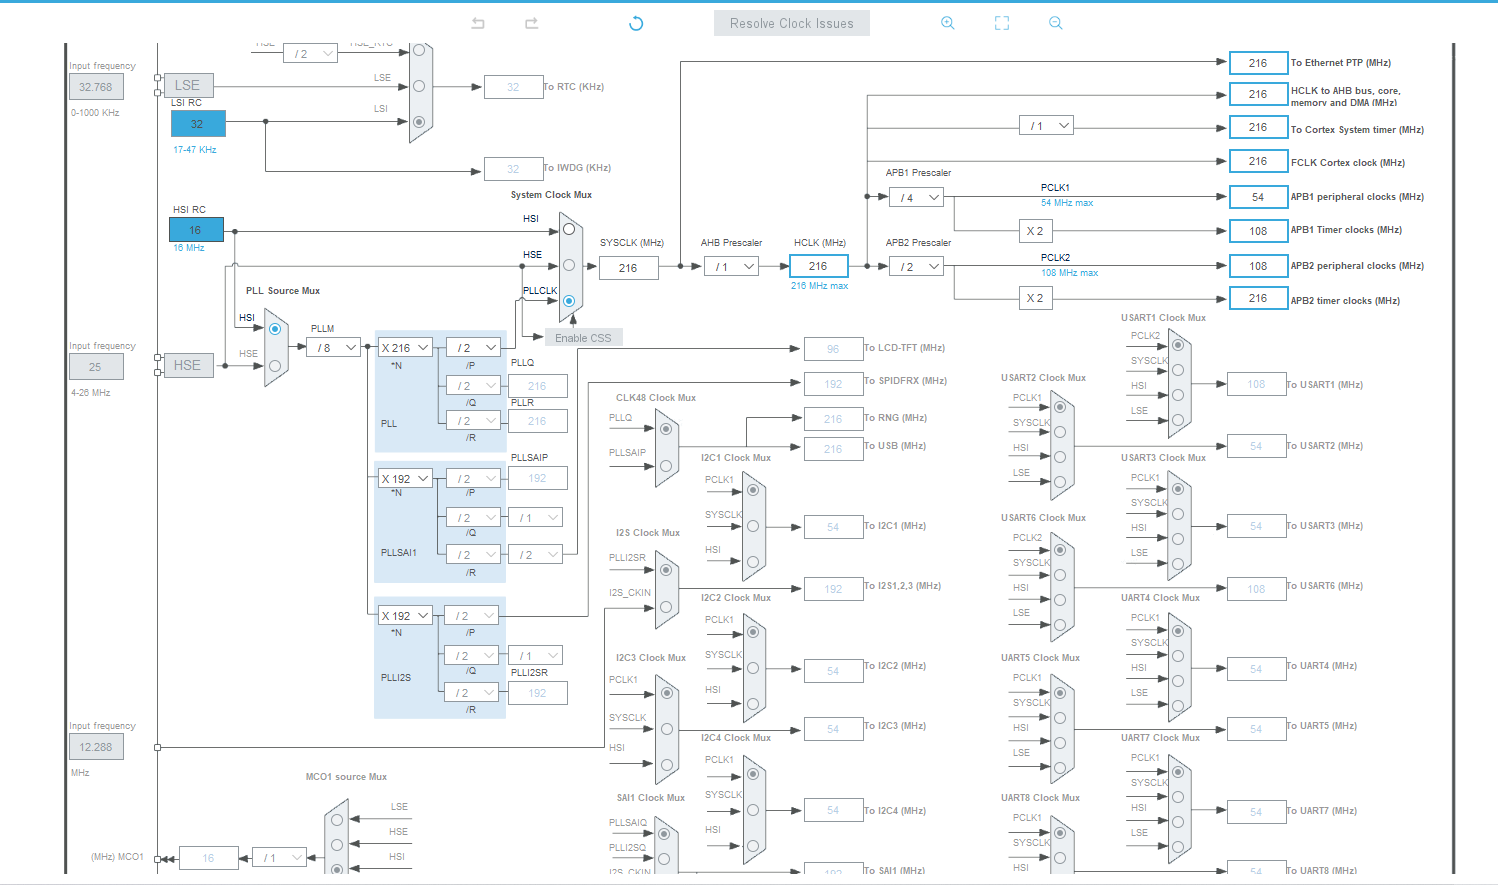 Resolve Clock Issues
HSE
/ 2
HSE_RTC
Input frequency
32.768
0-1000 KHz
LSE
LSE
32
To RTC (KHz)
LSI RC
32
17-47 KHz
LSI
32
To IWDG (KHz)
216
To Ethernet PTP (MHz)
216
HCLK to AHB bus, core,
memory and DMA (MHz)
/ 1
216
To Cortex System timer (MHz)
216
FCLK Cortex clock (MHz)
APB1 Prescaler
/ 4
PCLK1
54 MHz max
54
APB1 peripheral clocks (MHz)
X 2
108
APB1 Timer clocks (MHz)
System Clock Mux
HSI RC
16
16 MHz
HSI
HSE
PLLCLK
SYSCLK (MHz)
216
AHB Prescaler
/ 1
HCLK (MHz)
216
216 MHz max
APB2 Prescaler
/ 2
PCLK2
108 MHz max
108
APB2 peripheral clocks (MHz)
X 2
216
APB2 timer clocks (MHz)
Enable CSS
PLL Source Mux
HSI
HSE
PLLM
/ 8
Input frequency
25
4-26 MHz
HSE
X 216
*N
/ 2
/P
PLLQ
/ 2
216
/Q
PLLR
/ 2
216
/R
PLL
PLLSAIP
X 192
*N
/ 2
192
/P
/ 2
/ 1
/Q
/ 2
/ 2
/R
PLLSAI1
X 192
*N
/ 2
/P
/ 2
/ 1
/Q
PLLI2SR
/ 2
192
/R
PLLI2S
96
To LCD-TFT (MHz)
192
To SPIDFRX (MHz)
CLK48 Clock Mux
PLLQ
PLLSAIP
216
To RNG (MHz)
216
To USB (MHz)
I2C1 Clock Mux
PCLK1
SYSCLK
HSI
54
To I2C1 (MHz)
I2S Clock Mux
PLLI2SR
I2S_CKIN
192
To I2S1,2,3 (MHz)
I2C2 Clock Mux
PCLK1
SYSCLK
HSI
54
To I2C2 (MHz)
I2C3 Clock Mux
PCLK1
SYSCLK
HSI
54
To I2C3 (MHz)
I2C4 Clock Mux
PCLK1
SYSCLK
HSI
54
To I2C4 (MHz)
SAI1 Clock Mux
PLLSAIQ
PLLI2SQ
I2S_CKIN
192
To SAI1 (MHz)
USART1 Clock Mux
PCLK2
SYSCLK
HSI
LSE
108
To USART1 (MHz)
USART2 Clock Mux
PCLK1
SYSCLK
HSI
LSE
54
To USART2 (MHz)
USART3 Clock Mux
PCLK1
SYSCLK
HSI
LSE
54
To USART3 (MHz)
USART6 Clock Mux
PCLK2
SYSCLK
HSI
LSE
108
To USART6 (MHz)
UART4 Clock Mux
PCLK1
SYSCLK
HSI
LSE
54
To UART4 (MHz)
UART5 Clock Mux
PCLK1
SYSCLK
HSI
LSE
54
To UART5 (MHz)
UART7 Clock Mux
PCLK1
SYSCLK
HSI
LSE
54
To UART7 (MHz)
UART8 Clock Mux
PCLK1
SYSCLK
HSI
54
To UART8 (MHz)
Input frequency
12.288
MHz
MCO1 source Mux
LSE
HSE
HSI
(MHz) MCO1
16
/ 1